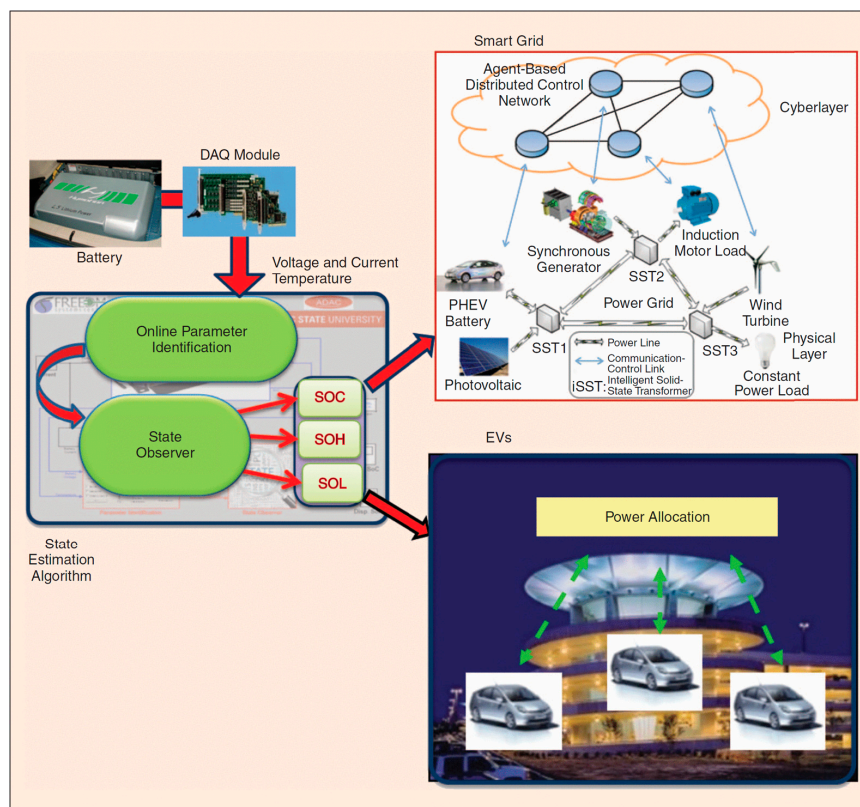 Smart Grid
Agent-Based
Distributed Control
Network
Cyberlayer
DAQ Module
Battery
Voltage and Current
Temperature
Synchronous
Generator
Induction
Motor Load
SST2
PHEV
Battery
Power Grid
Wind
Turbine
SST1
SST3
Physical
Layer
Photovoltaic
Power Line
Communication-
Control Link
iSST: Intelligent Solid-
State Transformer
Constant
Power Load
FREEDM
ADAC
STATE UNIVERSITY
Online Parameter
Identification
State
Observer
SOC
SOH
SOL
State
Estimation
Algorithm
EVs
Power Allocation